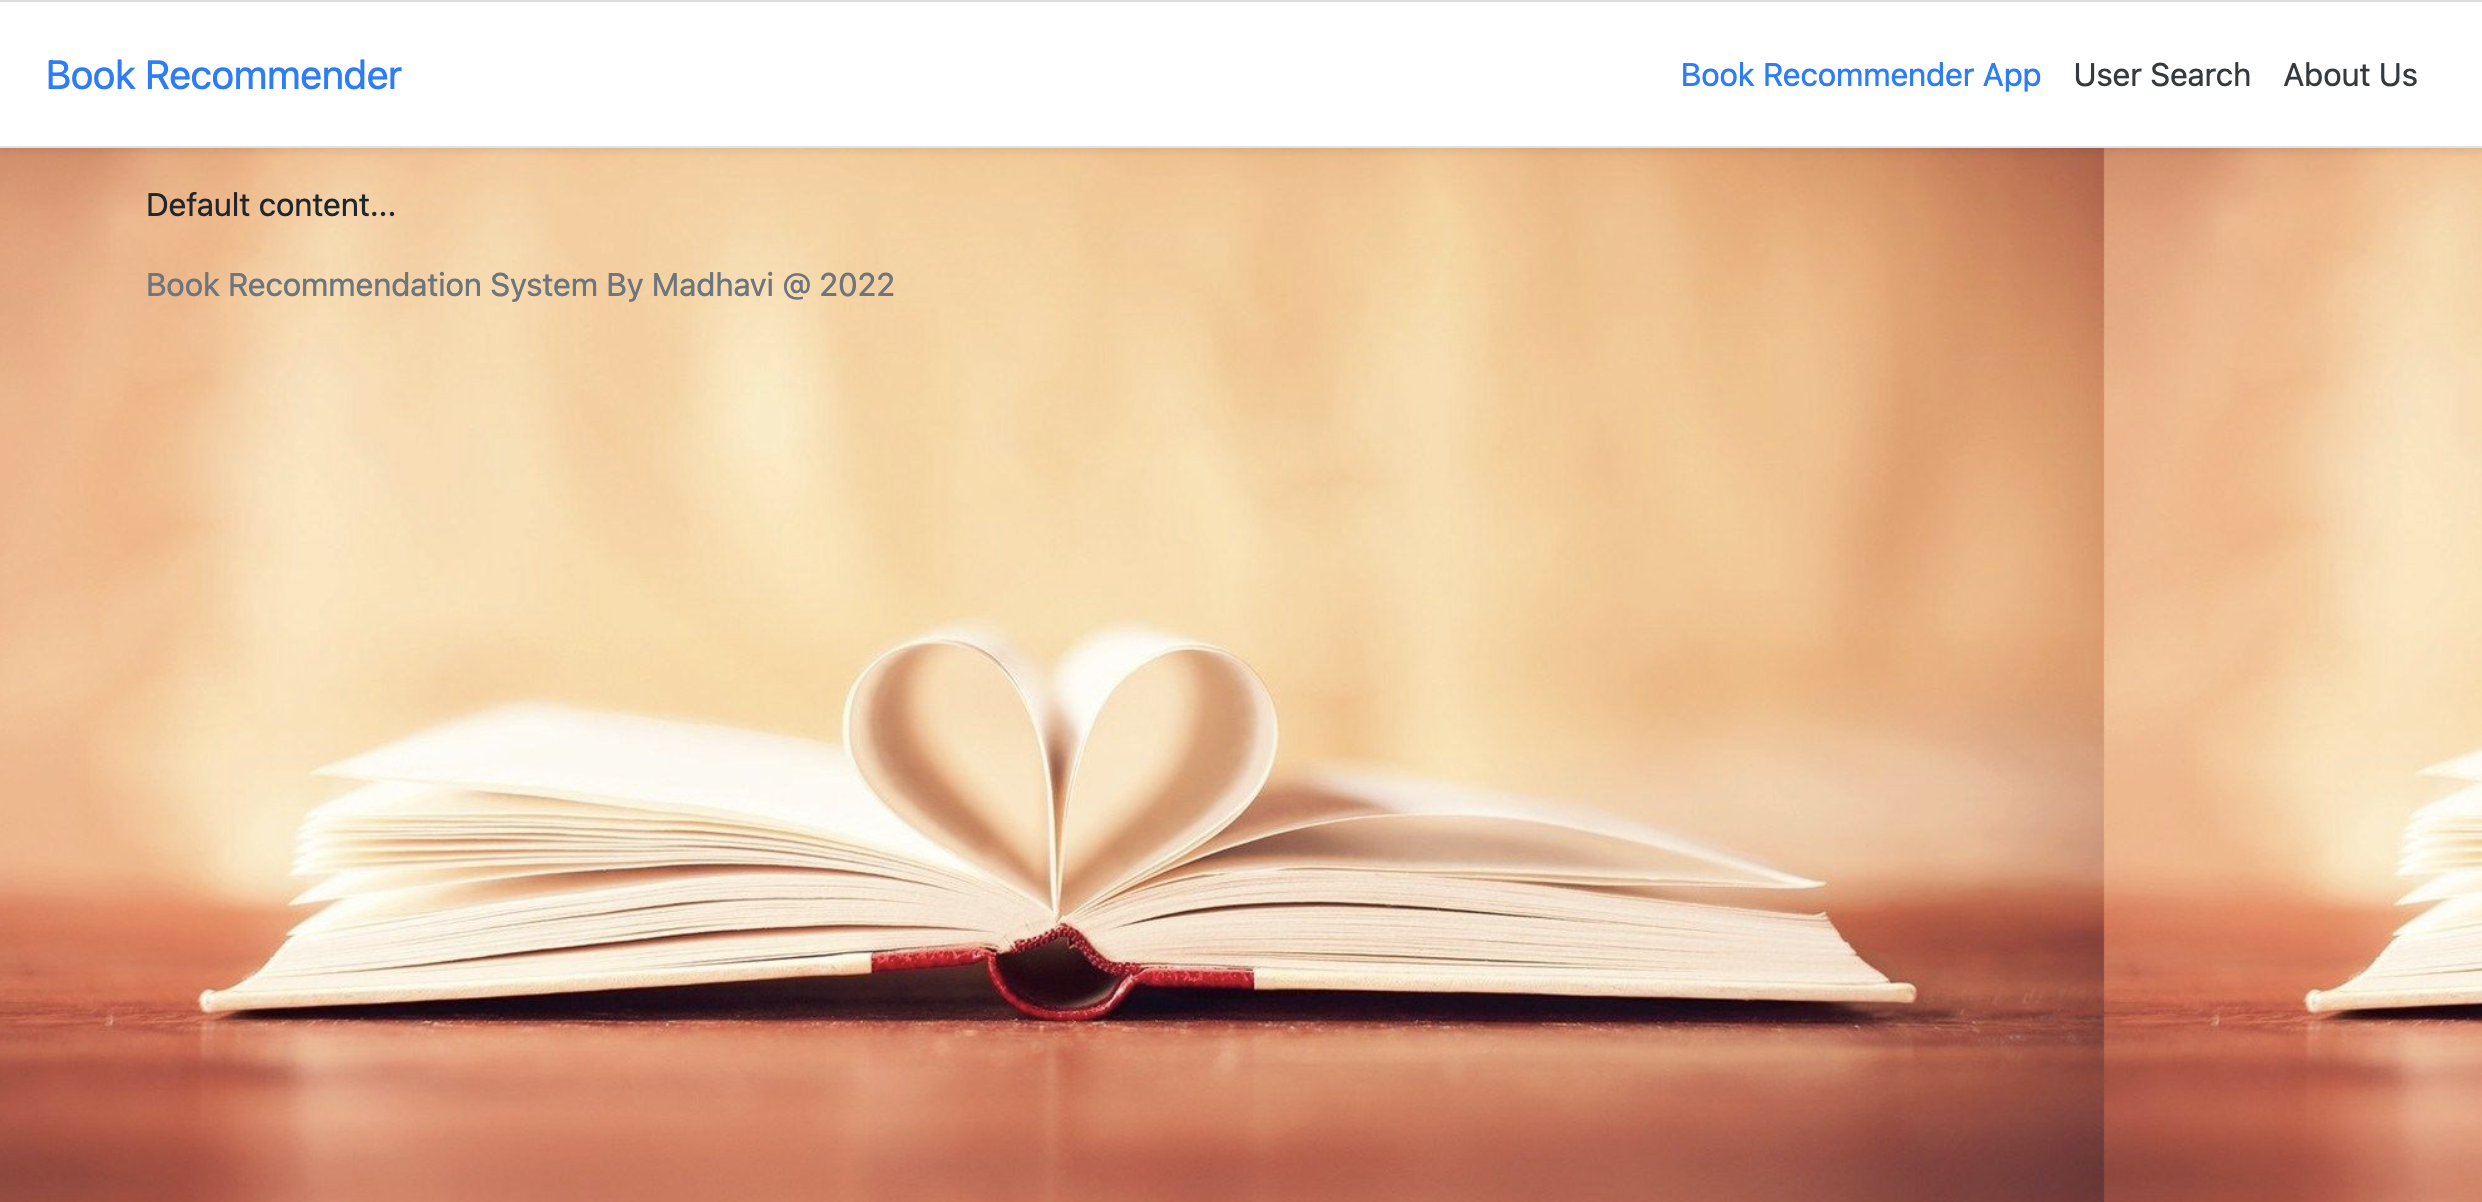 Book Recommender
Book Recommender App User Search About Us
Default content...
Book Recommendation System By Madhavi @ 2022